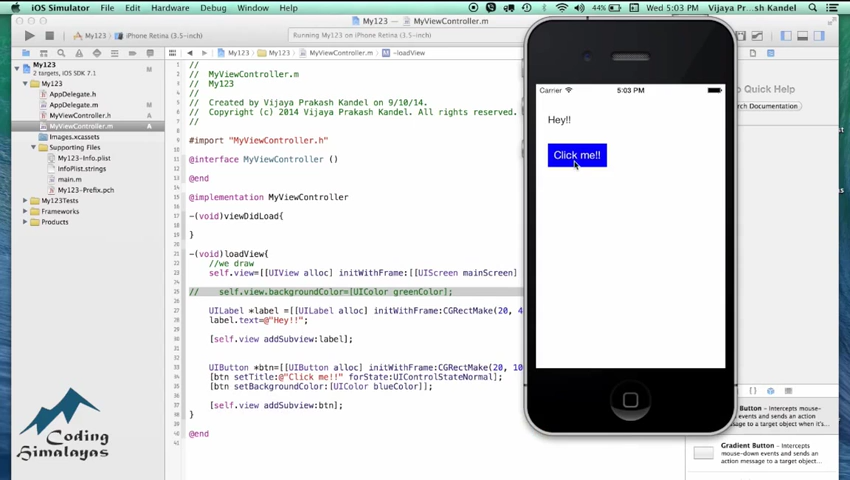 iOS Simulator File Edit Hardware Debug Window Help 44% Wed 5:03 PM Vijaya Pr...sh Kandel
My123 — MyViewController.m
My123 iPhone Retina (3.5-inch) Running My123 on iPhone Retina (3.5-inch)
My123 My123 MyViewController.m -loadView
My123
2 targets, iOS SDK 7.1
My123
AppDelegate.h
AppDelegate.m
MyViewController.h
MyViewController.m
Images.xcassets
Supporting Files
My123-Info.plist
InfoPlist.strings
main.m
My123-Prefix.pch
My123Tests
Frameworks
Products
//
// MyViewController.m
// My123
//
// Created by Vijaya Prakash Kandel on 9/10/14.
// Copyright (c) 2014 Vijaya Prakash Kandel. All rights reserved.
//
#import "MyViewController.h"
@interface MyViewController ()
@end
@implementation MyViewController
-(void)viewDidLoad{
}
-(void)loadView{
//we draw
self.view=[[UIView alloc] initWithFrame:[[UIScreen mainScreen]
// self.view.backgroundColor=[UIColor greenColor];
UILabel *label =[[UILabel alloc] initWithFrame:CGRectMake(20, 4
label.text=@"Hey!!";
[self.view addSubview:label];
UIButton *btn=[[UIButton alloc] initWithFrame:CGRectMake(20, 10
[btn setTitle:@"Click me!!" forState:UIControlStateNormal];
[btn setBackgroundColor:[UIColor blueColor]];
[self.view addSubview:btn];
}
@end
Carrier 5:03 PM
Hey!!
Click me!!
Quick Help
Documentation
Button – Intercepts mouse-
down events and sends an
action message to a target
object when it's
Gradient Button – Intercepts
mouse-down events and sends an
action message to a target object
Coding
Himalayas